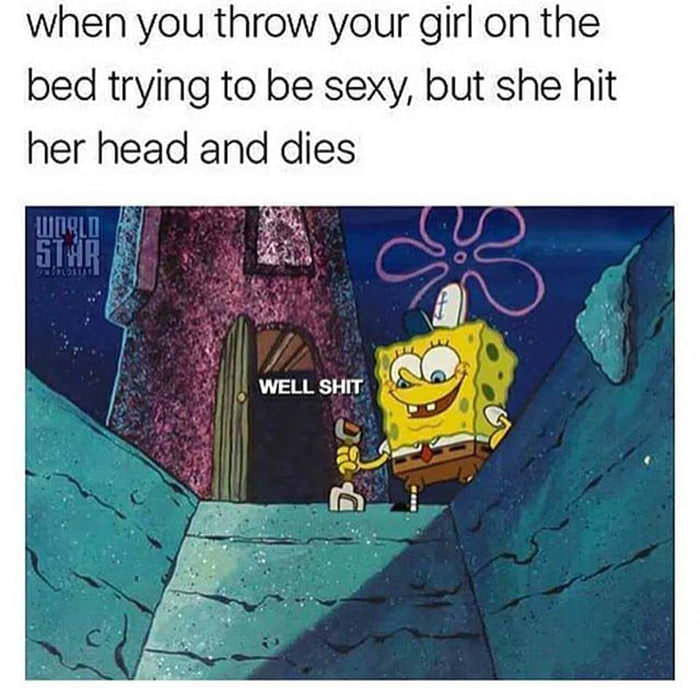 when you throw your girl on the
bed trying to be sexy, but she hit
her head and dies
WORLD
STAR
WELL SHIT